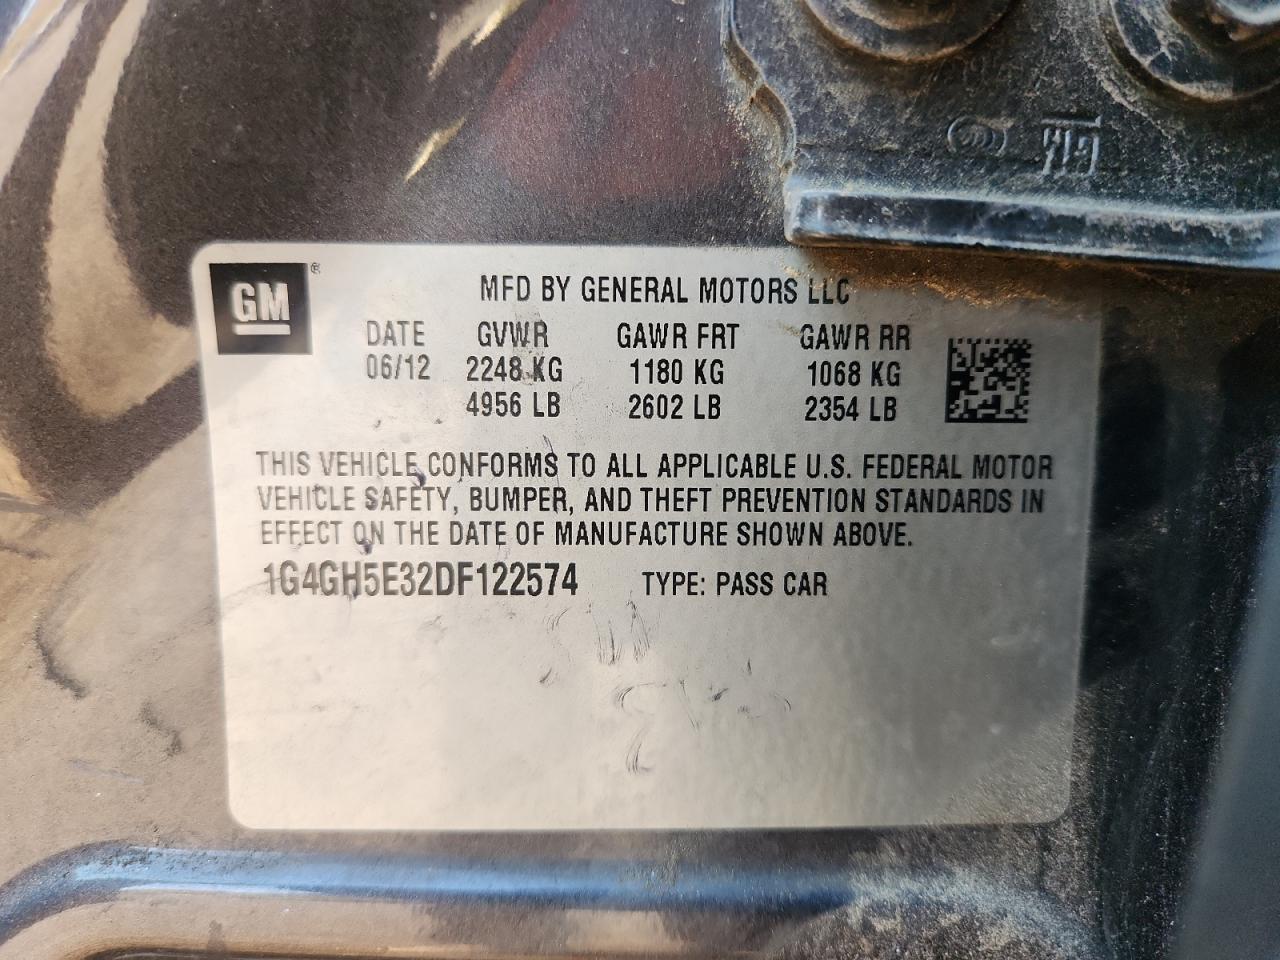 GM ®
MFD BY GENERAL MOTORS LLC
DATE GVWR GAWR FRT GAWR RR
06/12 2248 KG 1180 KG 1068 KG
4956 LB 2602 LB 2354 LB
THIS VEHICLE CONFORMS TO ALL APPLICABLE U.S. FEDERAL MOTOR
VEHICLE SAFETY, BUMPER, AND THEFT PREVENTION STANDARDS IN
EFFECT ON THE DATE OF MANUFACTURE SHOWN ABOVE.
1G4GH5E32DF122574 TYPE: PASS CAR